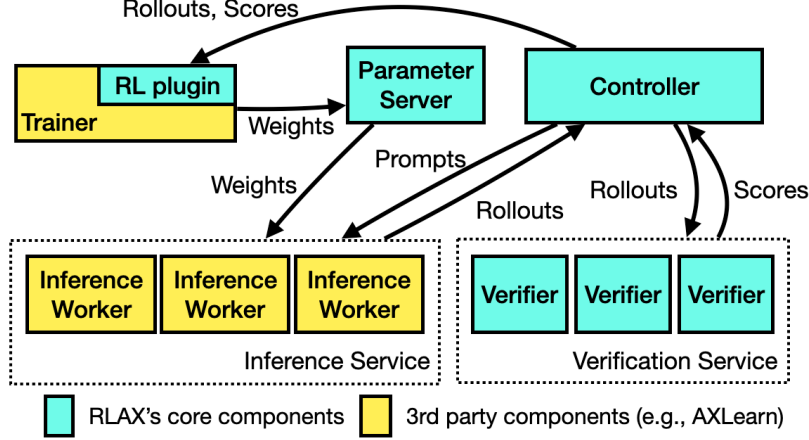 Rollouts, Scores
RL plugin
Trainer
Weights
Parameter
Server
Controller
Weights
Prompts
Rollouts
Rollouts
Scores
Inference
Worker
Inference
Worker
Inference
Worker
Inference Service
Verifier
Verifier
Verifier
Verification Service
RLAX's core components
3rd party components (e.g., AXLearn)